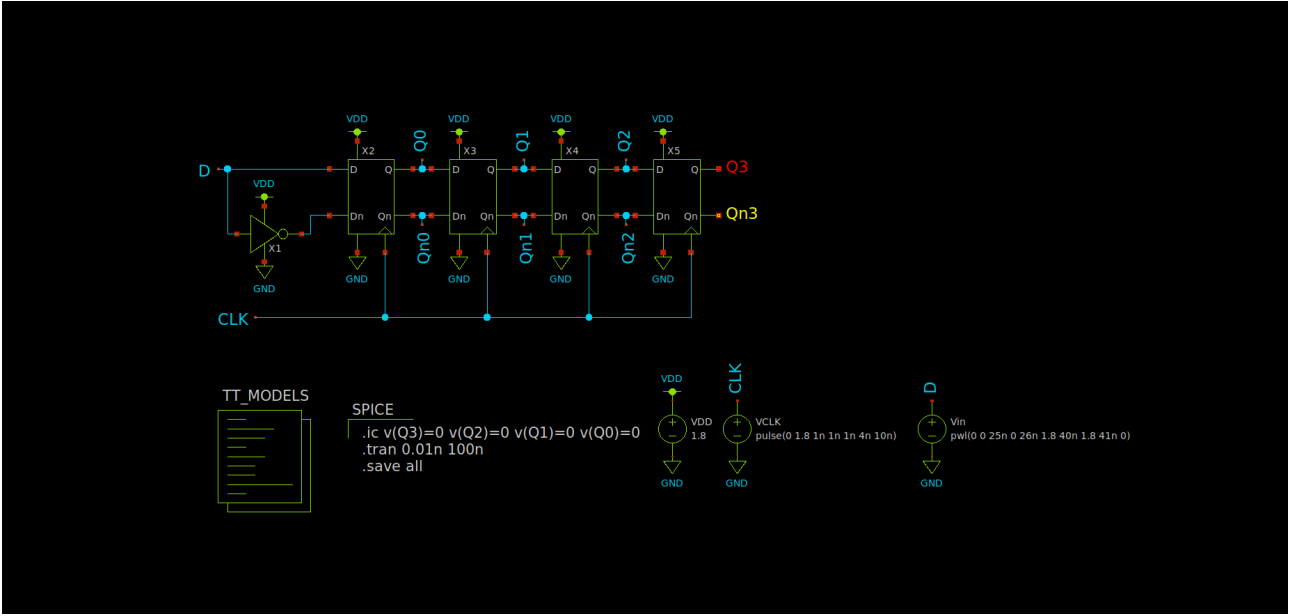 VDD VDD VDD VDD
Q0 Q1 Q2
X2 X3 X4 X5
D D Q D Q D Q D Q Q3
VDD
Dn Qn Dn Qn Dn Qn Dn Qn Qn3
X1
Qn0 Qn1 Qn2
GND GND GND GND
GND
CLK
VDD CLK D
TT_MODELS
SPICE
.ic v(Q3)=0 v(Q2)=0 v(Q1)=0 v(Q0)=0
.tran 0.01n 100n
.save all
VDD
1.8
VCLK
pulse(0 1.8 1n 1n 1n 4n 10n)
Vin
pwl(0 0 25n 0 26n 1.8 40n 1.8 41n 0)
GND GND GND